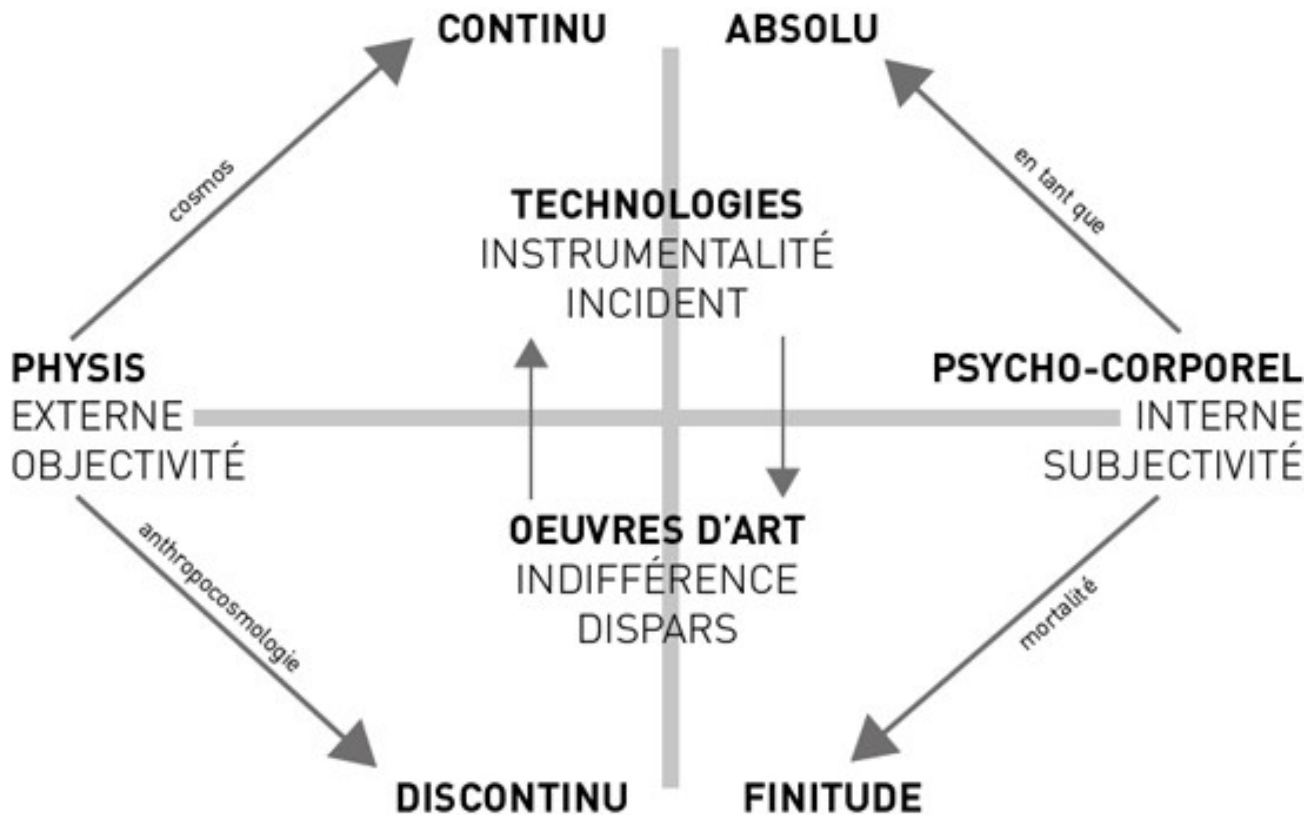 CONTINU
ABSOLU
cosmos
en tant que
TECHNOLOGIES
INSTRUMENTALITÉ
INCIDENT
PHYSIS
EXTERNE
OBJECTIVITÉ
PSYCHO-CORPOREL
INTERNE
SUBJECTIVITÉ
OEUVRES D'ART
INDIFFÉRENCE
DISPARS
anthropocosmologie
mortalité
DISCONTINU
FINITUDE